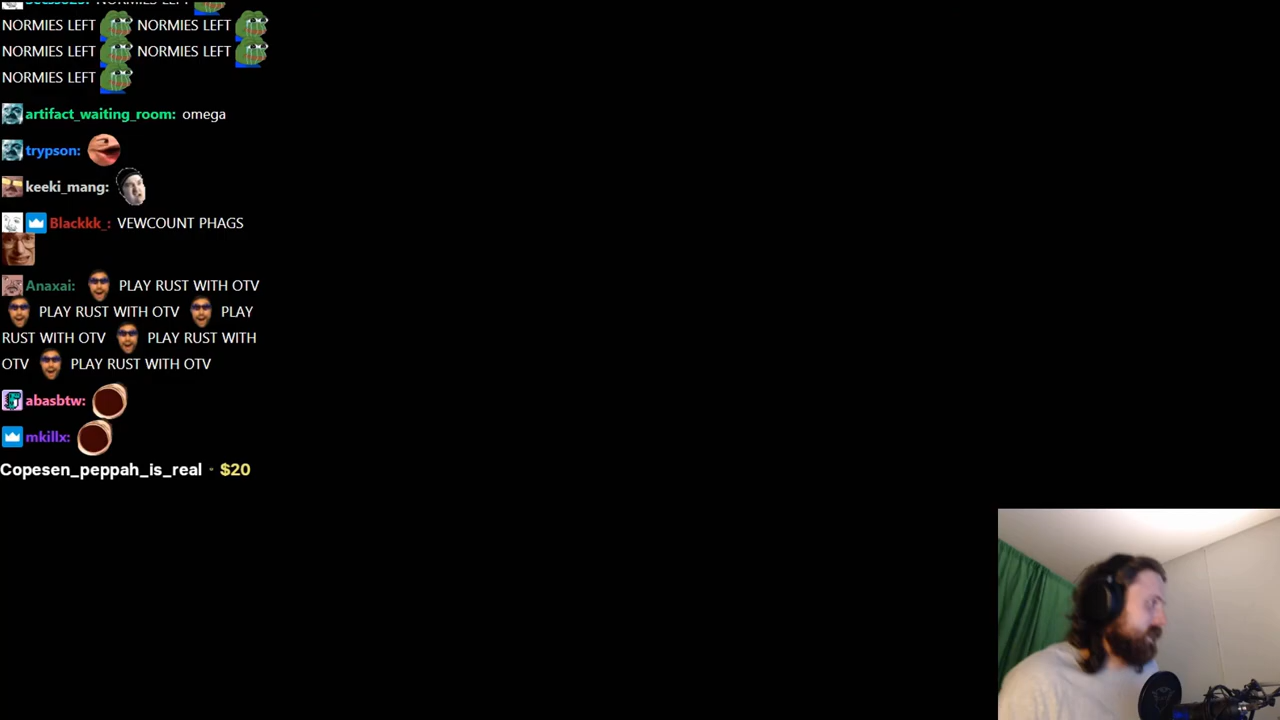 NORMIES LEFT
NORMIES LEFT NORMIES LEFT
NORMIES LEFT NORMIES LEFT
NORMIES LEFT
artifact_waiting_room: omega
trypson:
keeki_mang:
Blackkk_: VEWCOUNT PHAGS
Anaxai: PLAY RUST WITH OTV
PLAY RUST WITH OTV PLAY
RUST WITH OTV PLAY RUST WITH
OTV PLAY RUST WITH OTV
abasbtw:
mkillx:
Copesen_peppah_is_real - $20